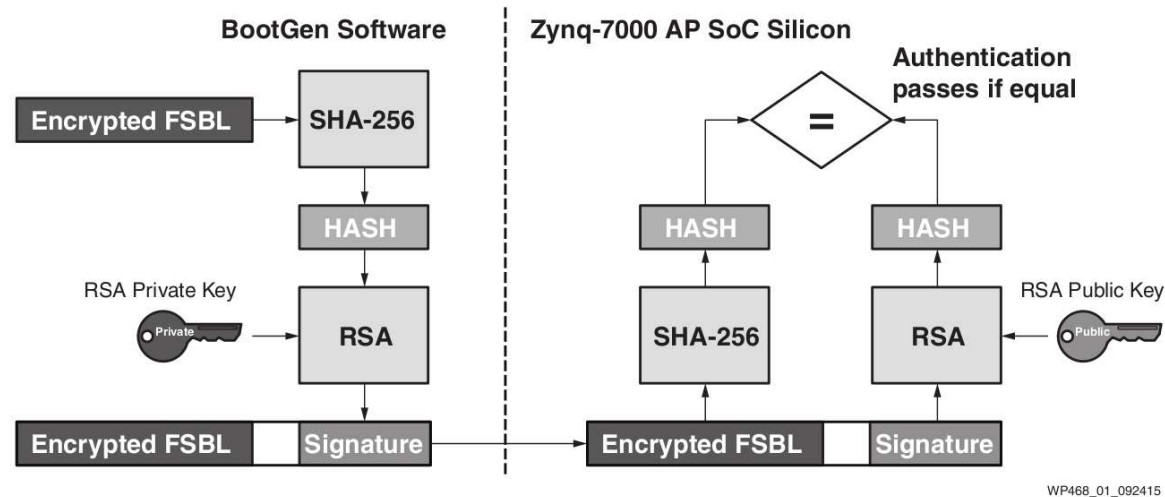 BootGen Software
Encrypted FSBL
SHA-256
HASH
RSA Private Key
Private
RSA
Encrypted FSBL
Signature
Zynq-7000 AP SoC Silicon
Authentication
passes if equal
=
HASH
HASH
SHA-256
RSA
RSA Public Key
Public
Encrypted FSBL
Signature
WP468_01_092415